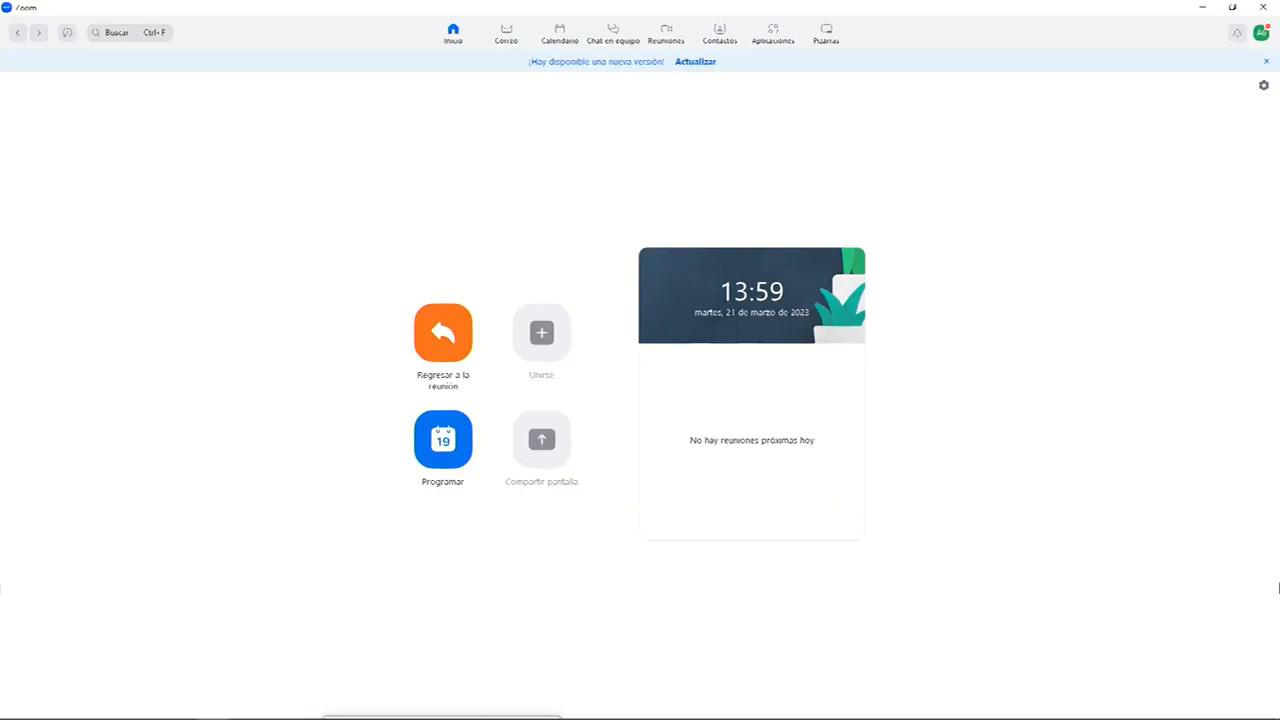 Zoom
Buscar Ctrl+F
Inicio
Correo
Calendario
Chat en equipo
Reuniones
Contactos
Aplicaciones
Pizarras
AG
¡Hay disponible una nueva versión! Actualizar
13:59
martes, 21 de marzo de 2023
Regresar a la
reunión
Unirse
19
Programar
Compartir pantalla
No hay reuniones próximas hoy